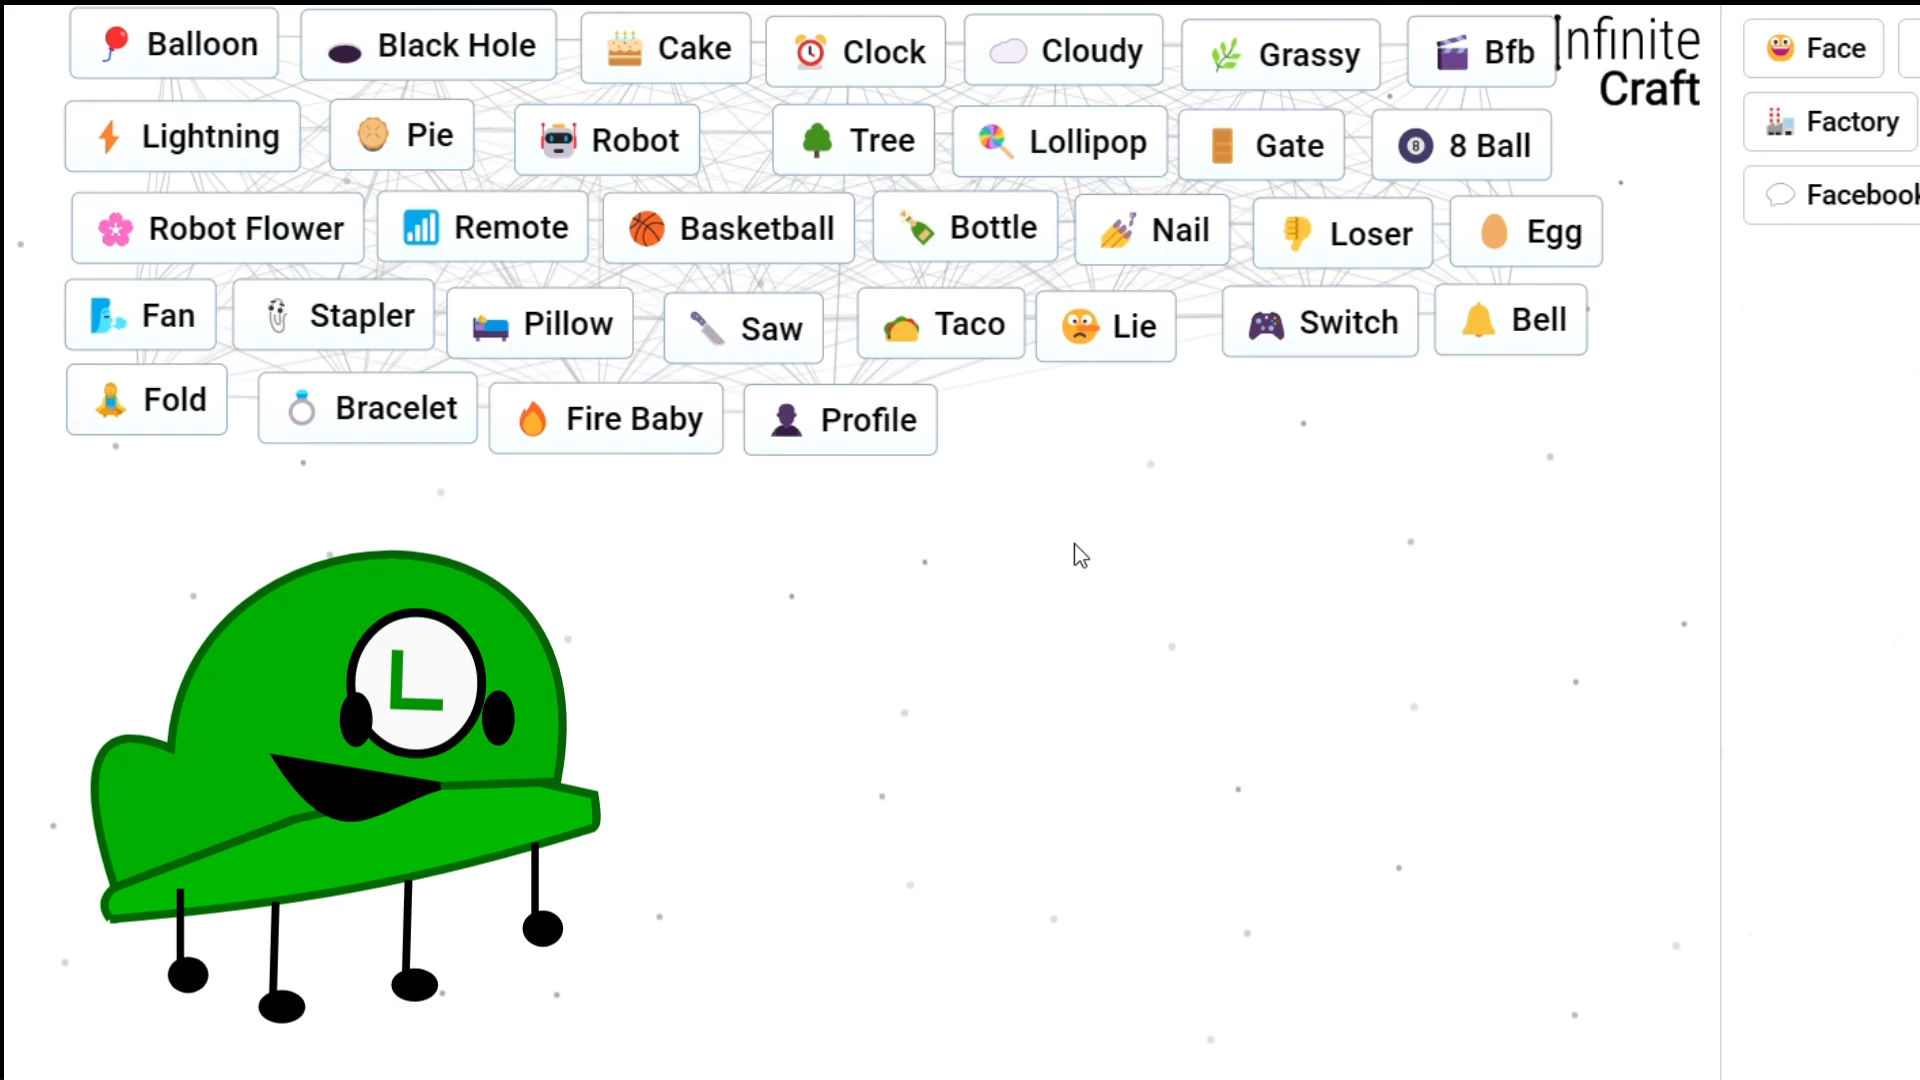 Balloon Black Hole Cake Clock Cloudy Grassy Bfb
Infinite
Craft
Lightning Pie Robot Tree Lollipop Gate 8 Ball
Robot Flower Remote Basketball Bottle Nail Loser Egg
Fan Stapler Pillow Saw Taco Lie Switch Bell
Fold Bracelet Fire Baby Profile
Face
Factory
Facebook
L